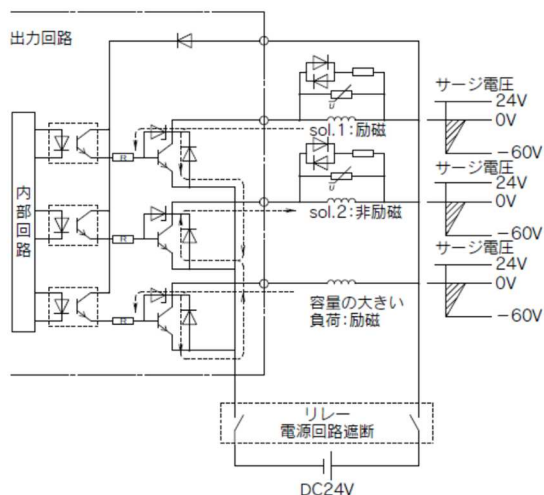 出力回路
内部回路
R
R
R
sol.1：励磁
U
sol.2：非励磁
U
容量の大きい
負荷：励磁
サージ電圧
24V
0V
−60V
サージ電圧
24V
0V
−60V
サージ電圧
24V
0V
−60V
リレー
電源回路遮断
DC24V